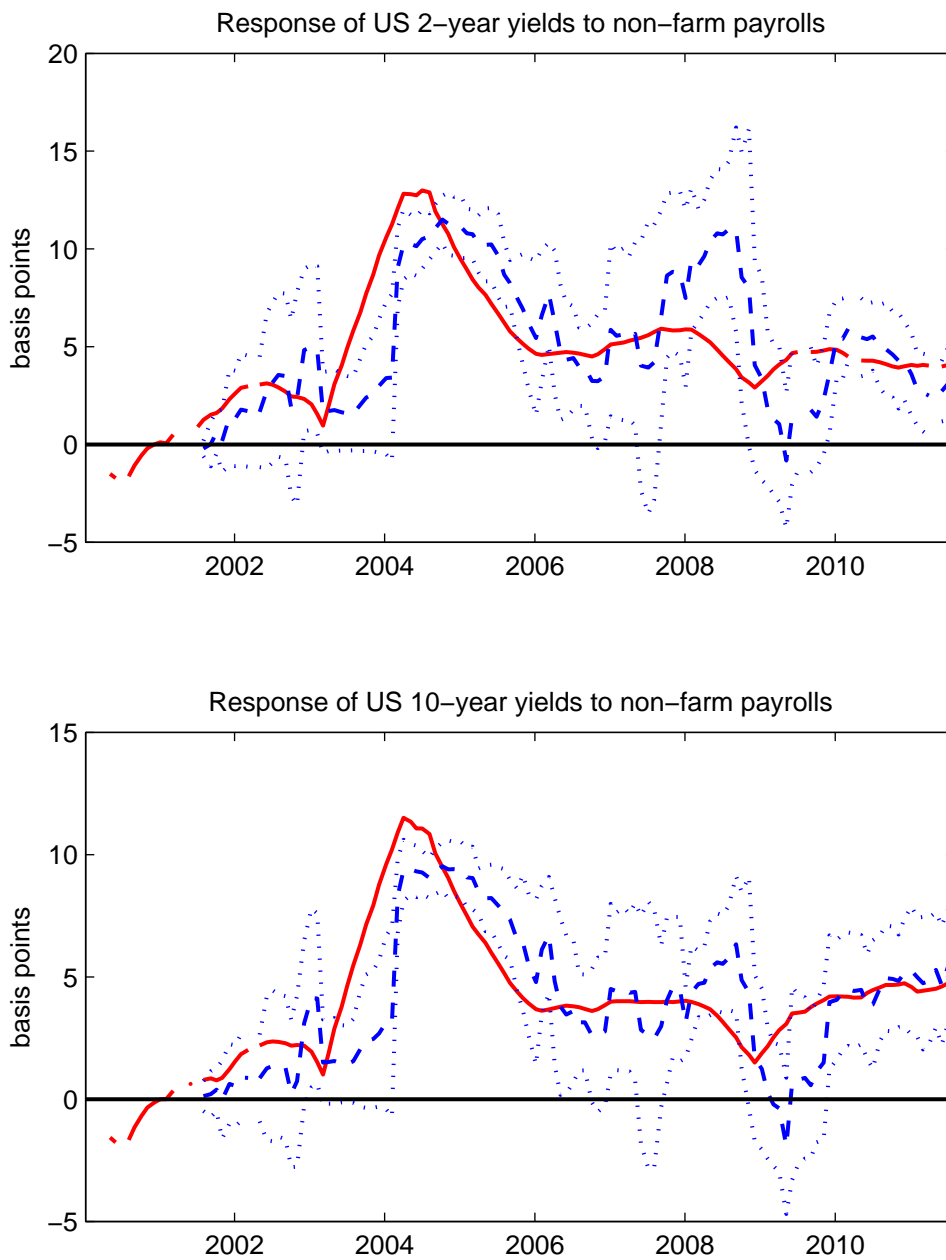 Response of US 2−year yields to non−farm payrolls
20
15
10
5
0
−5
basis points
2002 2004 2006 2008 2010
Response of US 10−year yields to non−farm payrolls
15
10
5
0
−5
basis points
2002 2004 2006 2008 2010